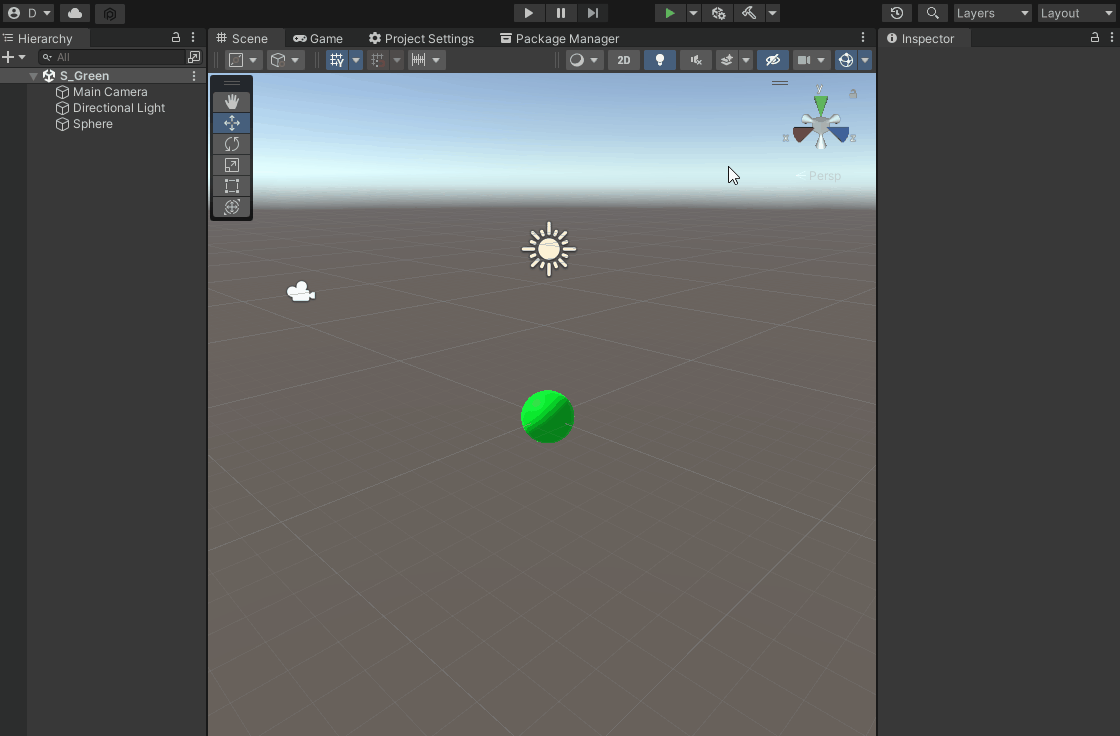 D
Layers
Layout
Hierarchy
Scene
Game
Project Settings
Package Manager
Inspector
All
2D
S_Green
Main Camera
Directional Light
Sphere
y
x
z
Persp